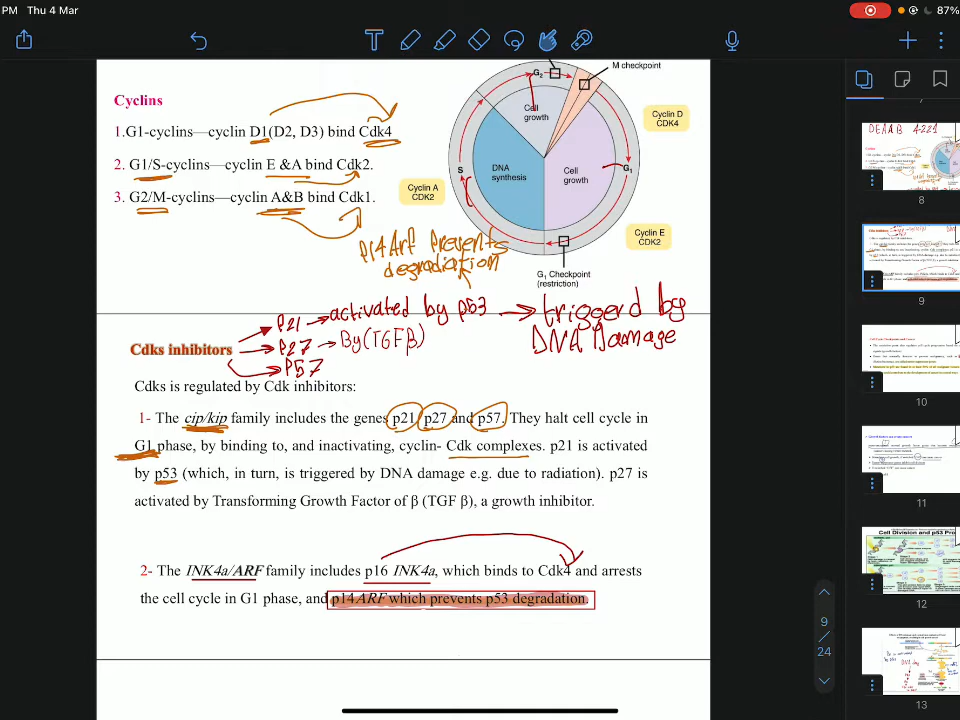 PM Thu 4 Mar
87%
M checkpoint
Cyclins
G₂
1.G1-cyclins—cyclin D1(D2, D3) bind Cdk4
Cell growth
Cyclin D CDK4
2. G1/S-cyclins—cyclin E &A bind Cdk2.
DNA synthesis
Cell growth
S
G₁
3. G2/M-cyclins—cyclin A&B bind Cdk1.
Cyclin A CDK2
Cyclin E CDK2
P14Arf prevents
degradiation
G₁ Checkpoint
(restriction)
P21 → activated by p53 → triggerd by
P27 → By(TGFβ) DNA Damage
P57
Cdks inhibitors
Cdks is regulated by Cdk inhibitors:
1- The cip/kip family includes the genes p21, p27 and p57. They halt cell cycle in
G1 phase, by binding to, and inactivating, cyclin- Cdk complexes. p21 is activated
by p53 (which, in turn, is triggered by DNA damage e.g. due to radiation). p27 is
activated by Transforming Growth Factor of β (TGF β), a growth inhibitor.
2- The INK4a/ARF family includes p16 INK4a, which binds to Cdk4 and arrests
the cell cycle in G1 phase, and p14ARF which prevents p53 degradation.
8
9
10
11
Cell Division and p53 Pro
12
13
9
/
24